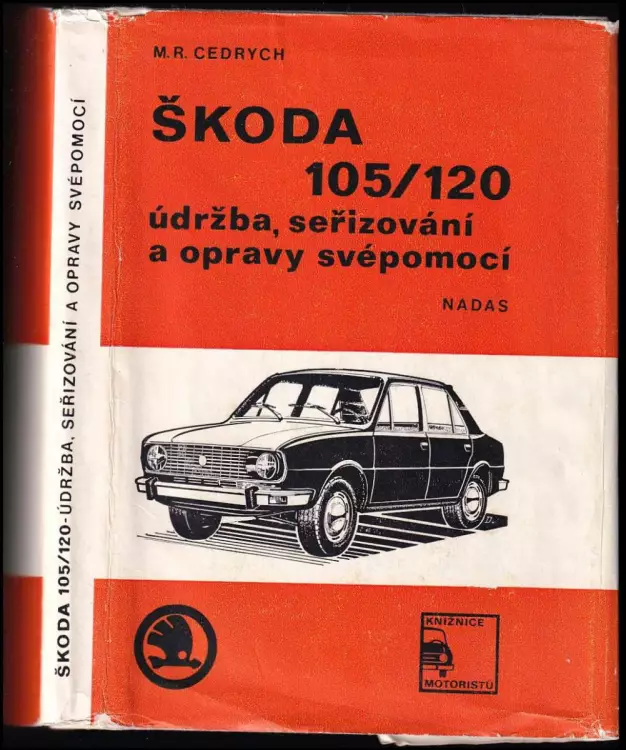 M.R. CEDRYCH
ŠKODA
105/120
údržba, seřizování
a opravy svépomocí
NADAS
KNIŽNICE
MOTORISTŮ
ŠKODA 105/120-ÚDRŽBA, SEŘIZOVÁNÍ A OPRAVY SVÉPOMOCÍ